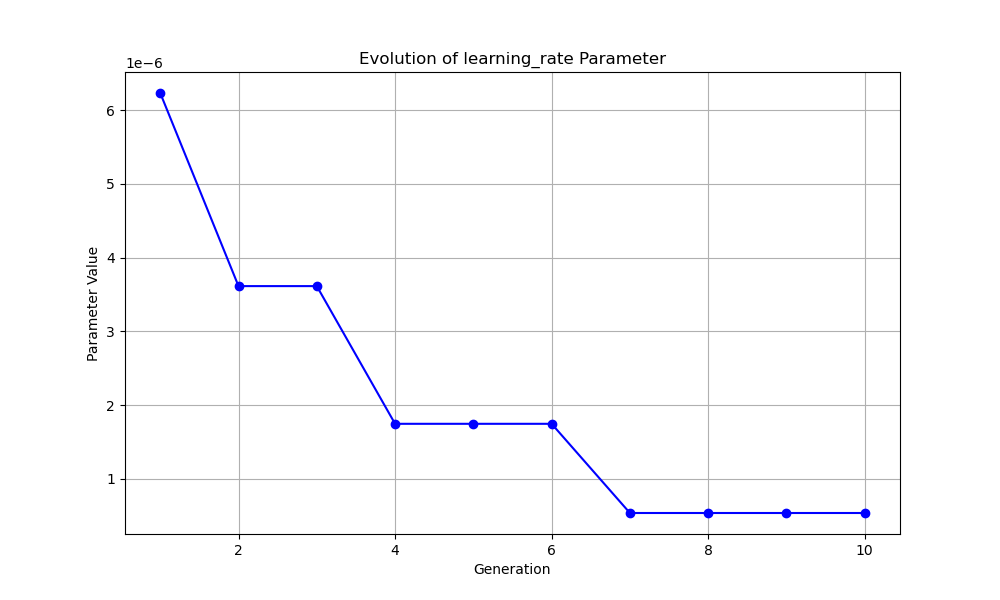 Evolution of learning_rate Parameter
1e−6
6
5
4
3
2
1
Parameter Value
2 4 6 8 10
Generation